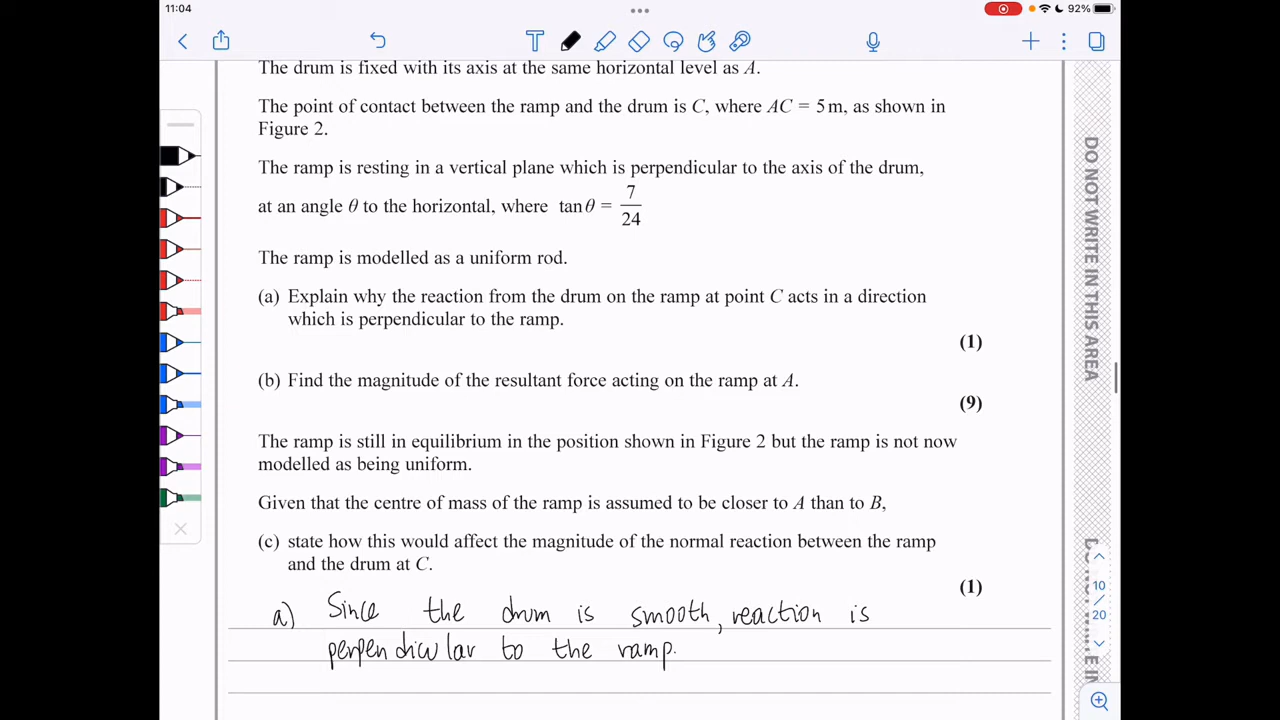 11:04
92%
The drum is fixed with its axis at the same horizontal level as A.
The point of contact between the ramp and the drum is C, where AC = 5 m, as shown in
Figure 2.
The ramp is resting in a vertical plane which is perpendicular to the axis of the drum,
at an angle θ to the horizontal, where tan θ = 7/24
The ramp is modelled as a uniform rod.
(a) Explain why the reaction from the drum on the ramp at point C acts in a direction
which is perpendicular to the ramp.
(1)
(b) Find the magnitude of the resultant force acting on the ramp at A.
(9)
The ramp is still in equilibrium in the position shown in Figure 2 but the ramp is not now
modelled as being uniform.
Given that the centre of mass of the ramp is assumed to be closer to A than to B,
(c) state how this would affect the magnitude of the normal reaction between the ramp
and the drum at C.
(1)
a) Since the drum is smooth, reaction is
perpendicular to the ramp.
DO NOT WRITE IN THIS AREA
10
/
20